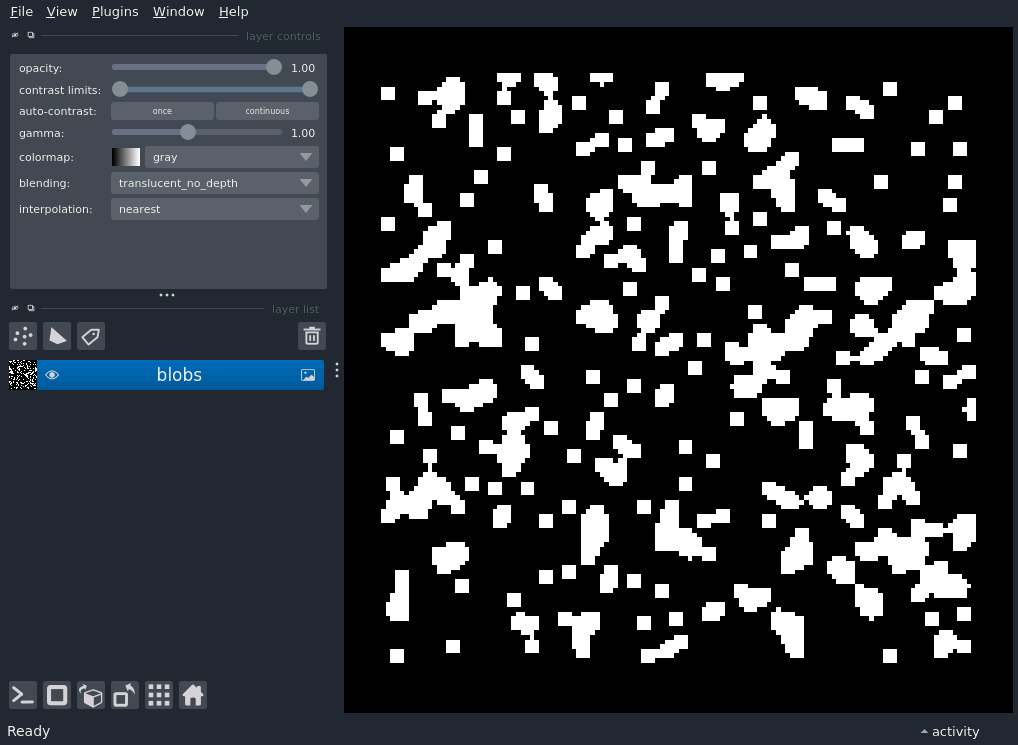 File View Plugins Window Help
layer controls
opacity: 1.00
contrast limits:
auto-contrast: once continuous
gamma: 1.00
colormap: gray
blending: translucent_no_depth
interpolation: nearest
layer list
blobs
Ready activity